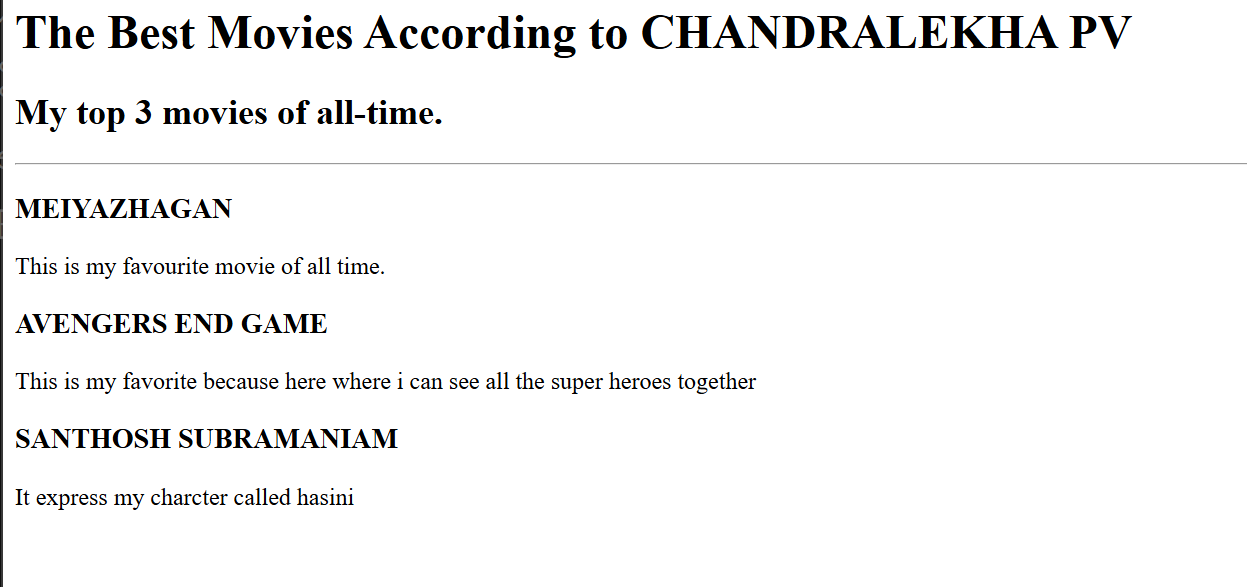 The Best Movies According to CHANDRALEKHA PV
My top 3 movies of all-time.
MEIYAZHAGAN
This is my favourite movie of all time.
AVENGERS END GAME
This is my favorite because here where i can see all the super heroes together
SANTHOSH SUBRAMANIAM
It express my charcter called hasini